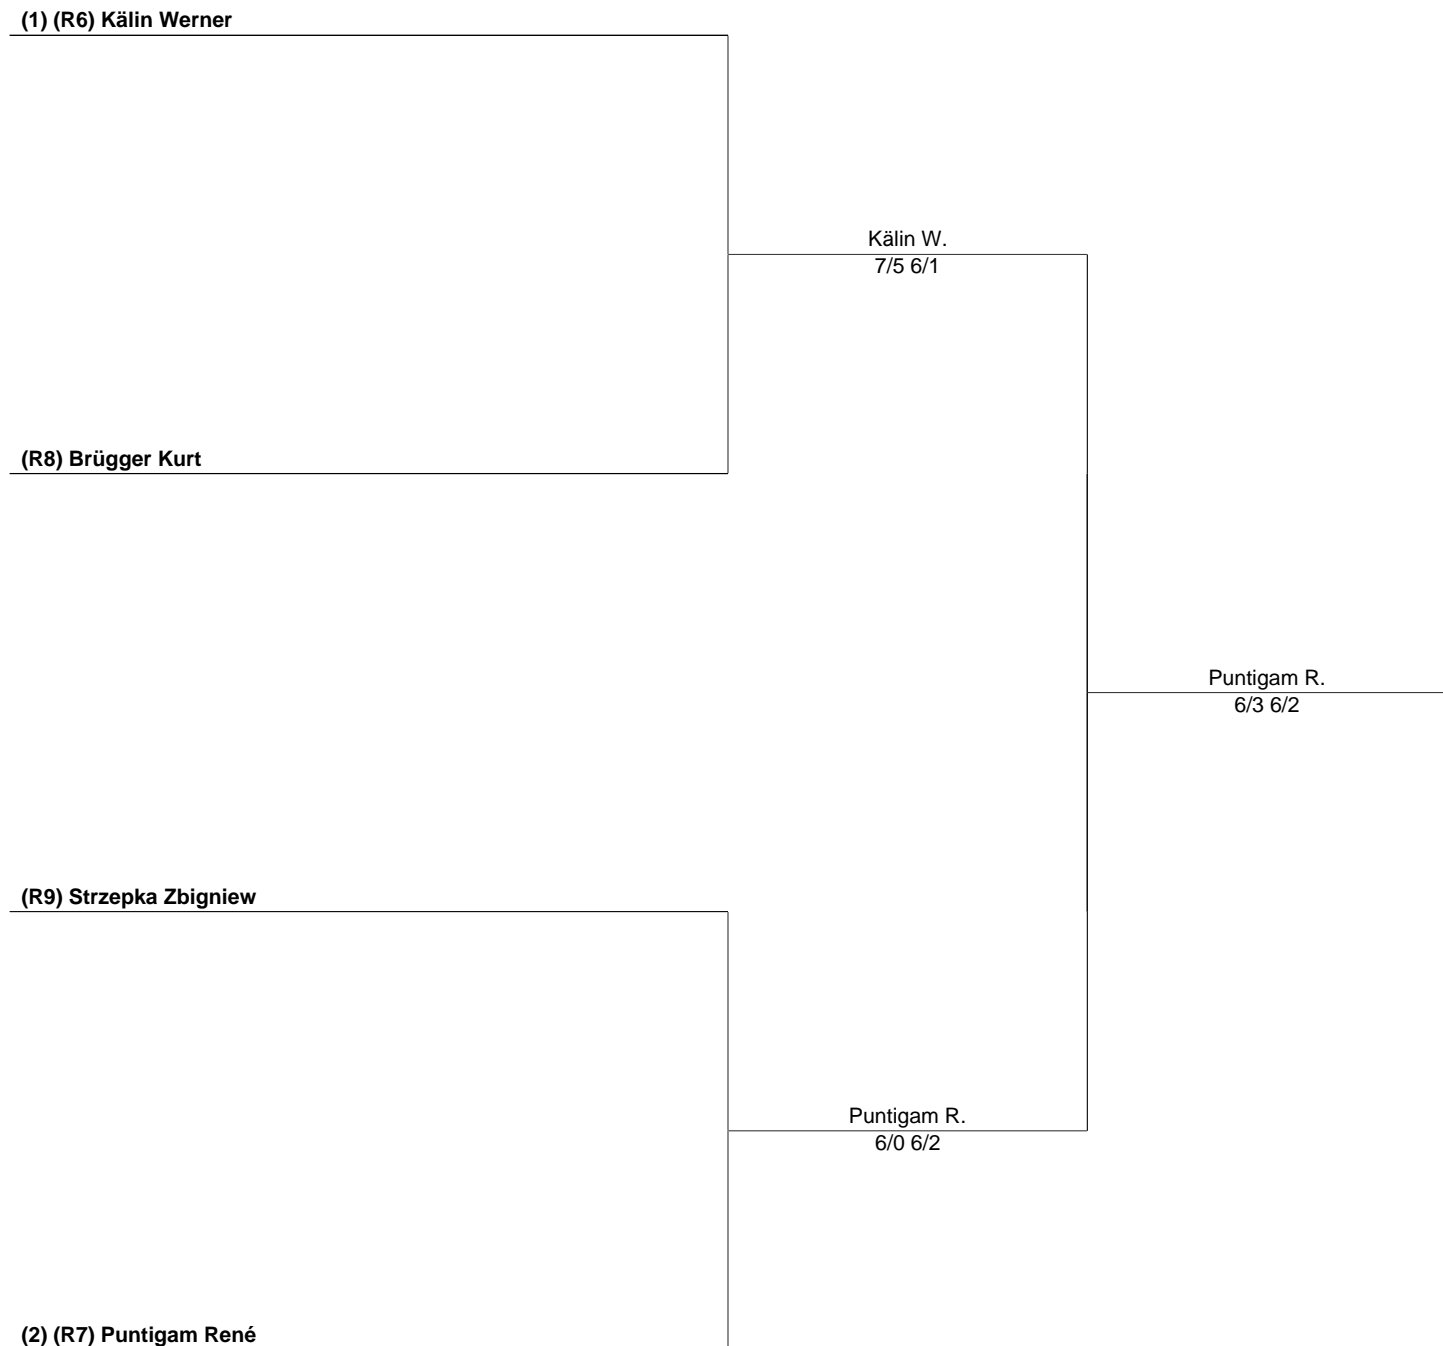 (1) (R6) Kälin Werner
Kälin W.
7/5 6/1
(R8) Brügger Kurt
Puntigam R.
6/3 6/2
(R9) Strzepka Zbigniew
Puntigam R.
6/0 6/2
(2) (R7) Puntigam René